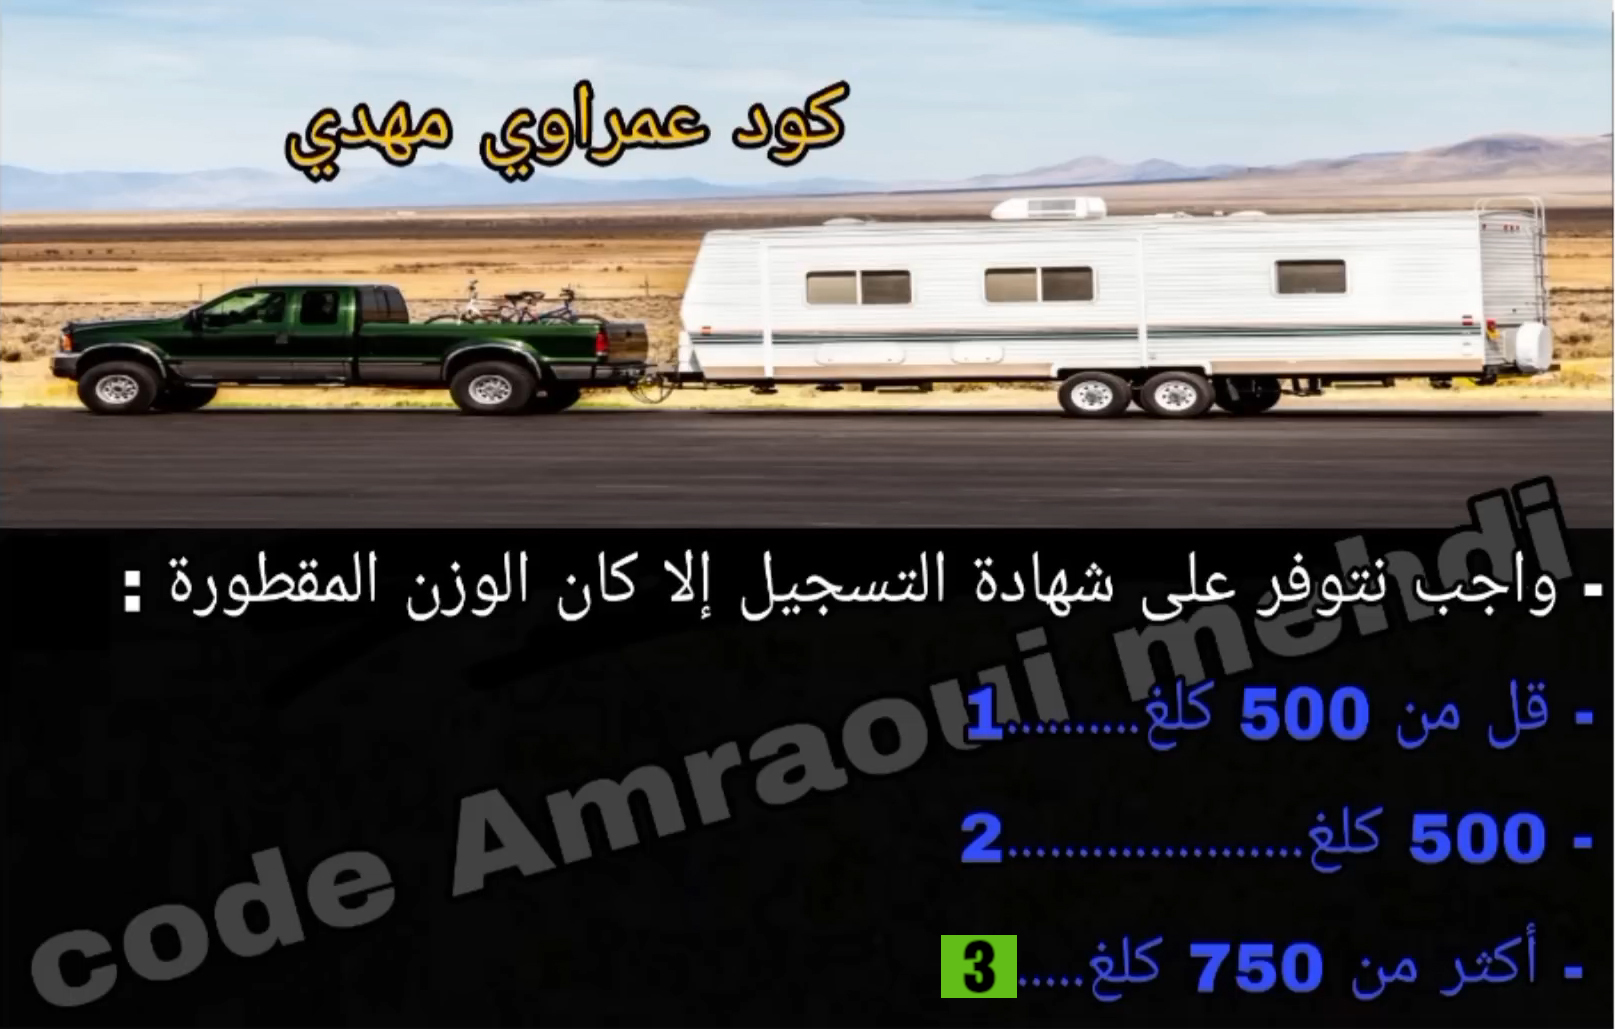 كود عمراوي مهدي
- واجب نتوفر على شهادة التسجيل إلا كان الوزن المقطورة :
- قل من 500 كلغ..........1
- 500 كلغ.....................2
- أكثر من 750 كلغ.....3
code Amraoui mehdi